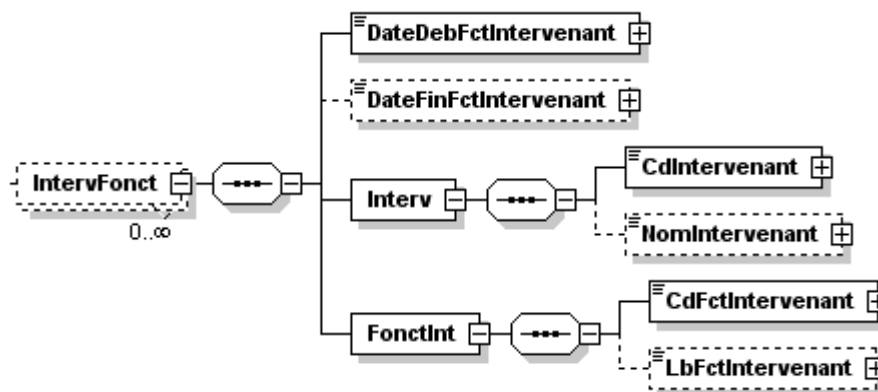 DateDebFctIntervenant
DateFinFctIntervenant
IntervFonct
0..∞
Interv
CdIntervenant
NomIntervenant
FonctInt
CdFctIntervenant
LbFctIntervenant